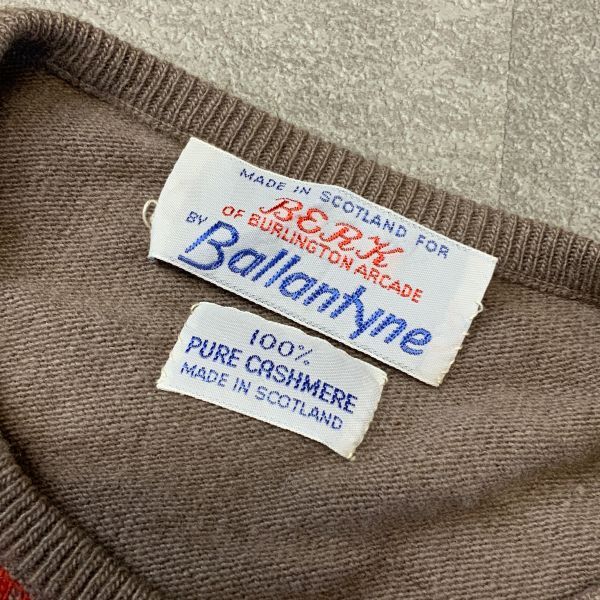 MADE IN SCOTLAND FOR
BERK
OF BURLINGTON ARCADE
BY Ballantyne
100%
PURE CASHMERE
MADE IN SCOTLAND